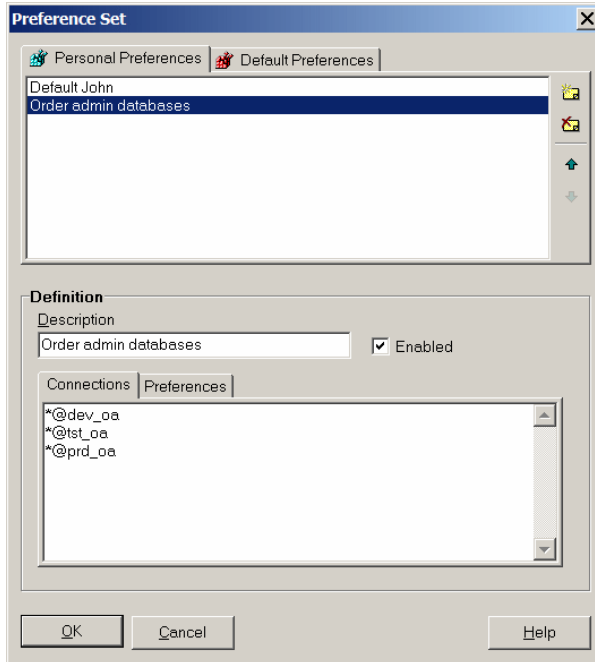 Preference Set
Personal Preferences
Default Preferences
Default John
Order admin databases
Definition
Description
Order admin databases
Enabled
Connections
Preferences
*@dev_oa
*@tst_oa
*@prd_oa
OK
Cancel
Help